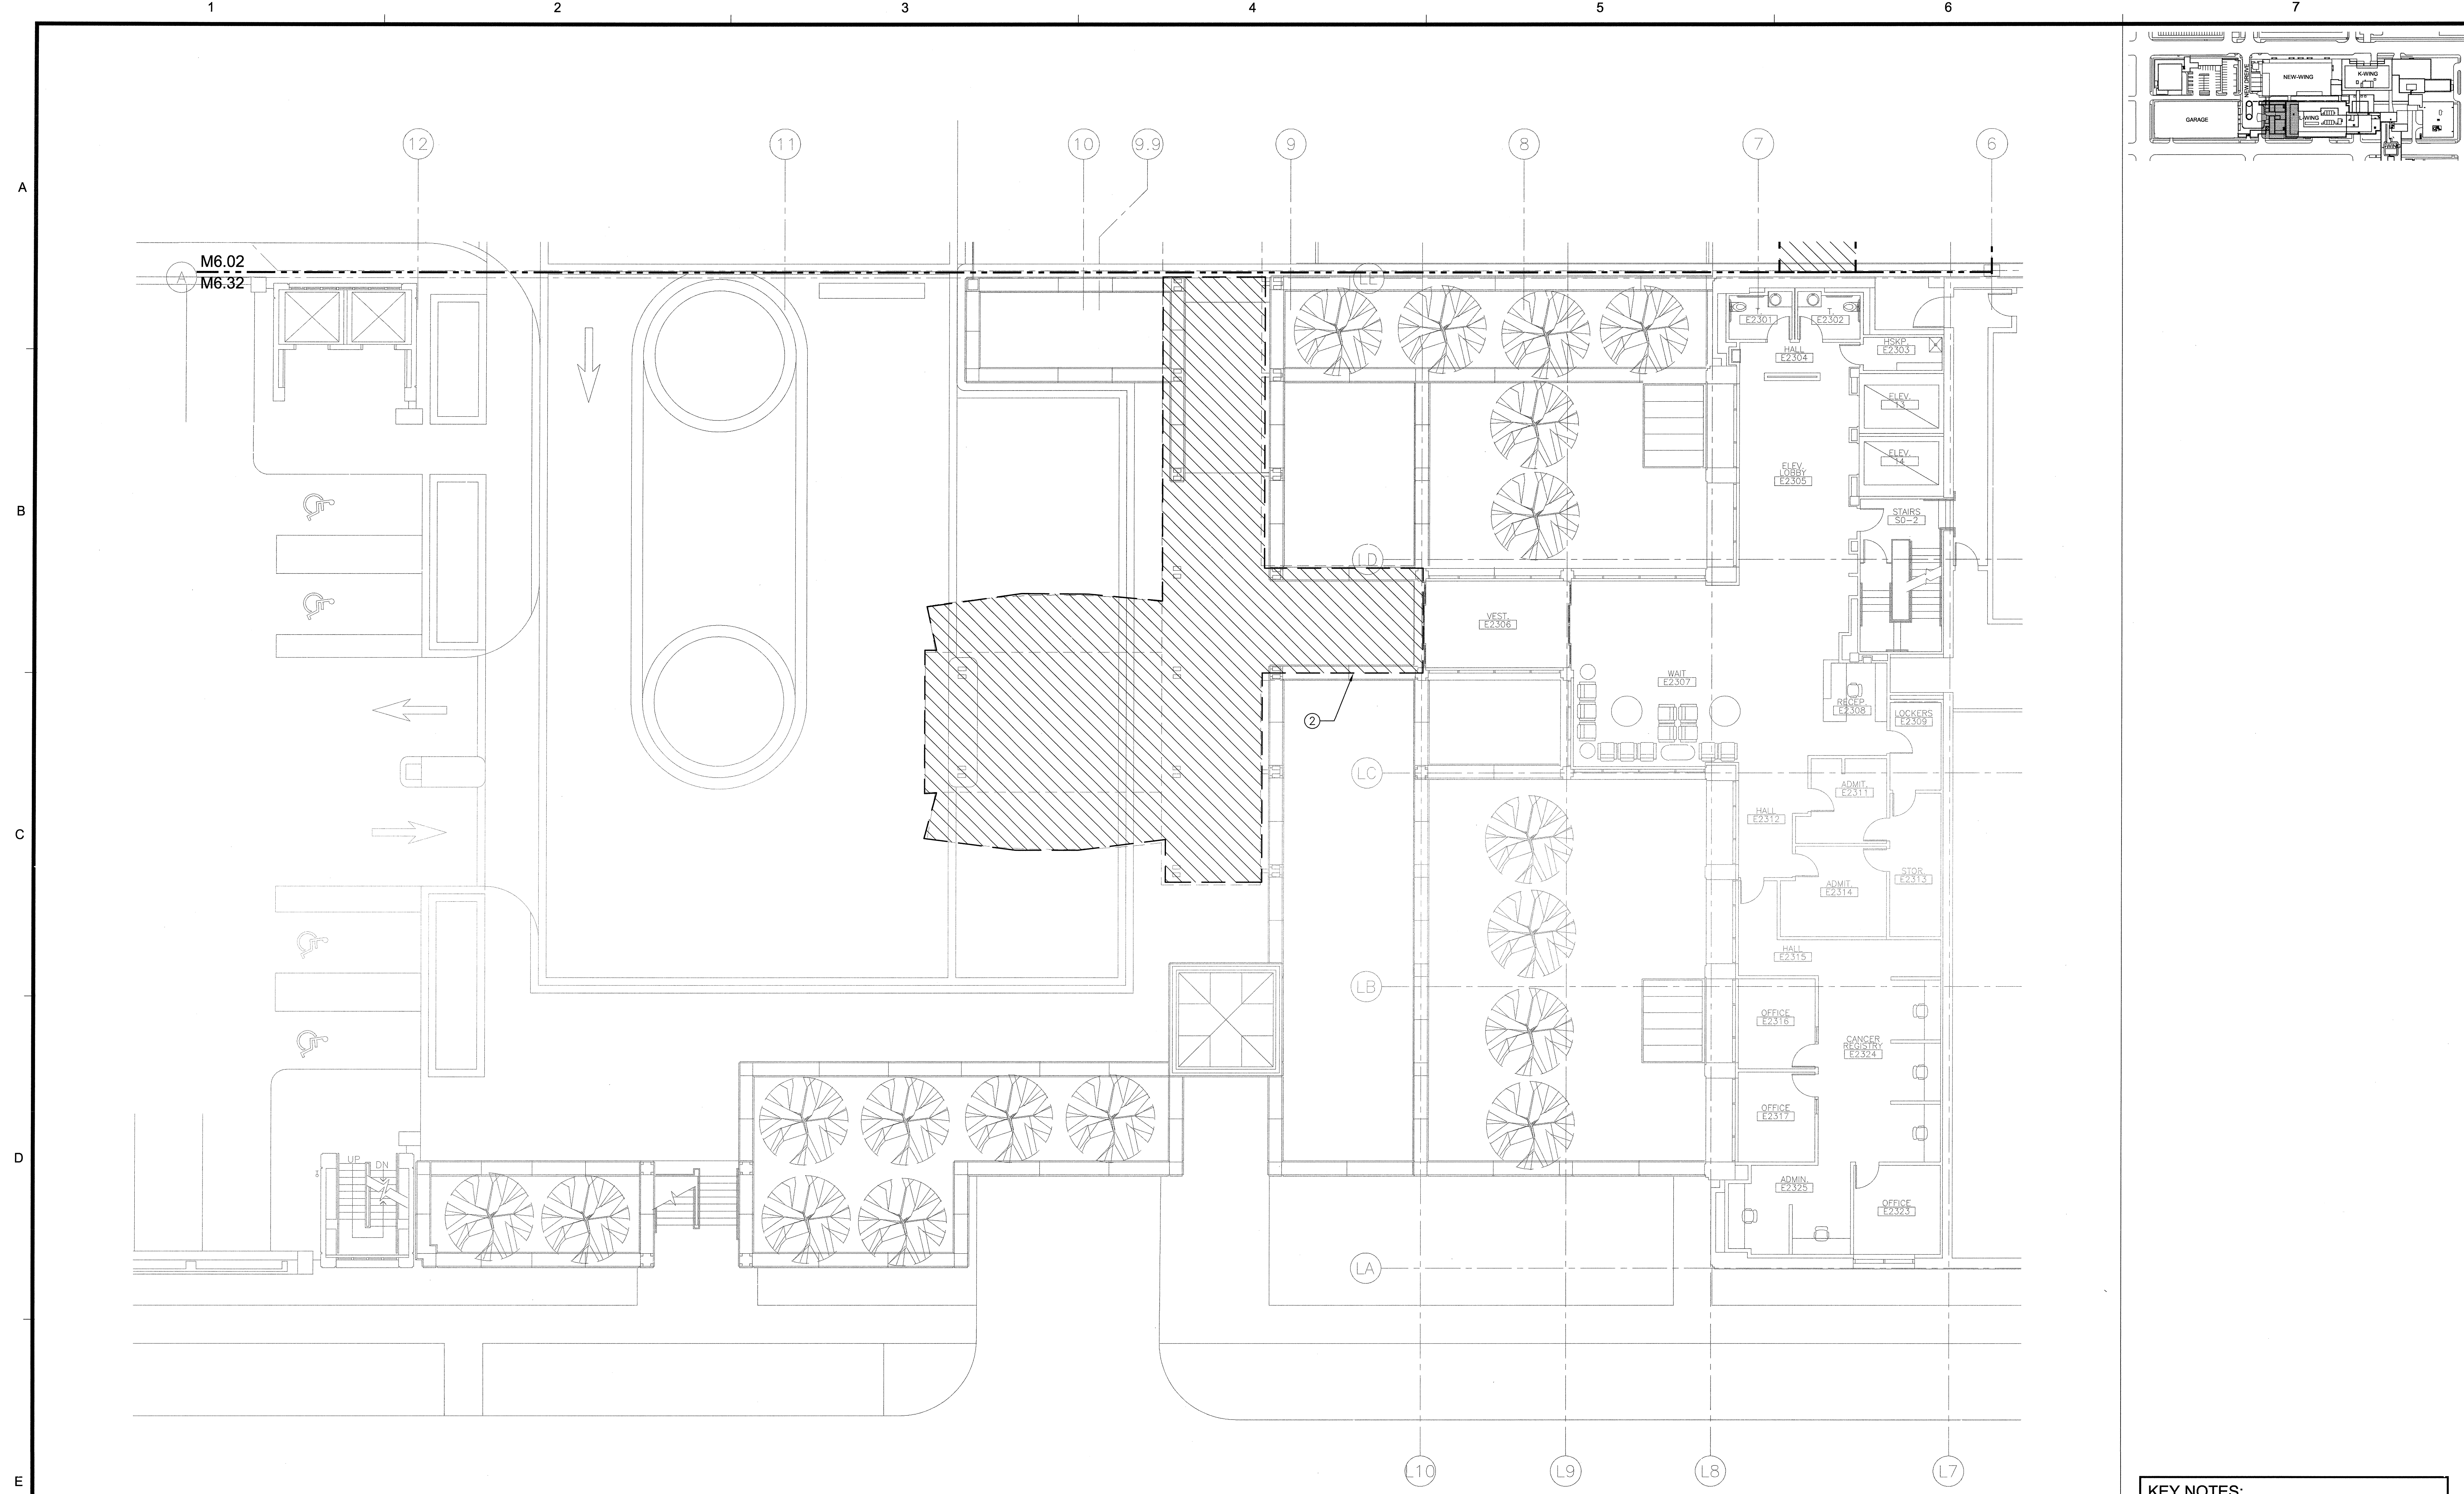 1 2 3 4 5 6 7
A
B
C
D
E
NEW DRIVE
NEW-WING
K-WING
GARAGE
L-WING
12 11 10 9.9 9 8 7 6
M6.02
A
M6.32
LE
E2301
E2302
HALL
E2304
HSKP.
E2303
ELEV.
13
ELEV.
14
ELEV.
LOBBY
E2305
STAIRS
S0-2
LD
VEST.
E2306
WAIT
E2307
2
RECEP.
E2308
LOCKERS
E2309
LC
ADMIT.
E2311
HALL
E2312
ADMIT.
E2314
STOR.
E2313
HALL
E2315
LB
OFFICE
E2316
CANCER
REGISTRY
E2324
OFFICE
E2317
UP
DN
ADMIN.
E2325
OFFICE
E2323
LA
L10 L9 L8 L7
KEY NOTES: